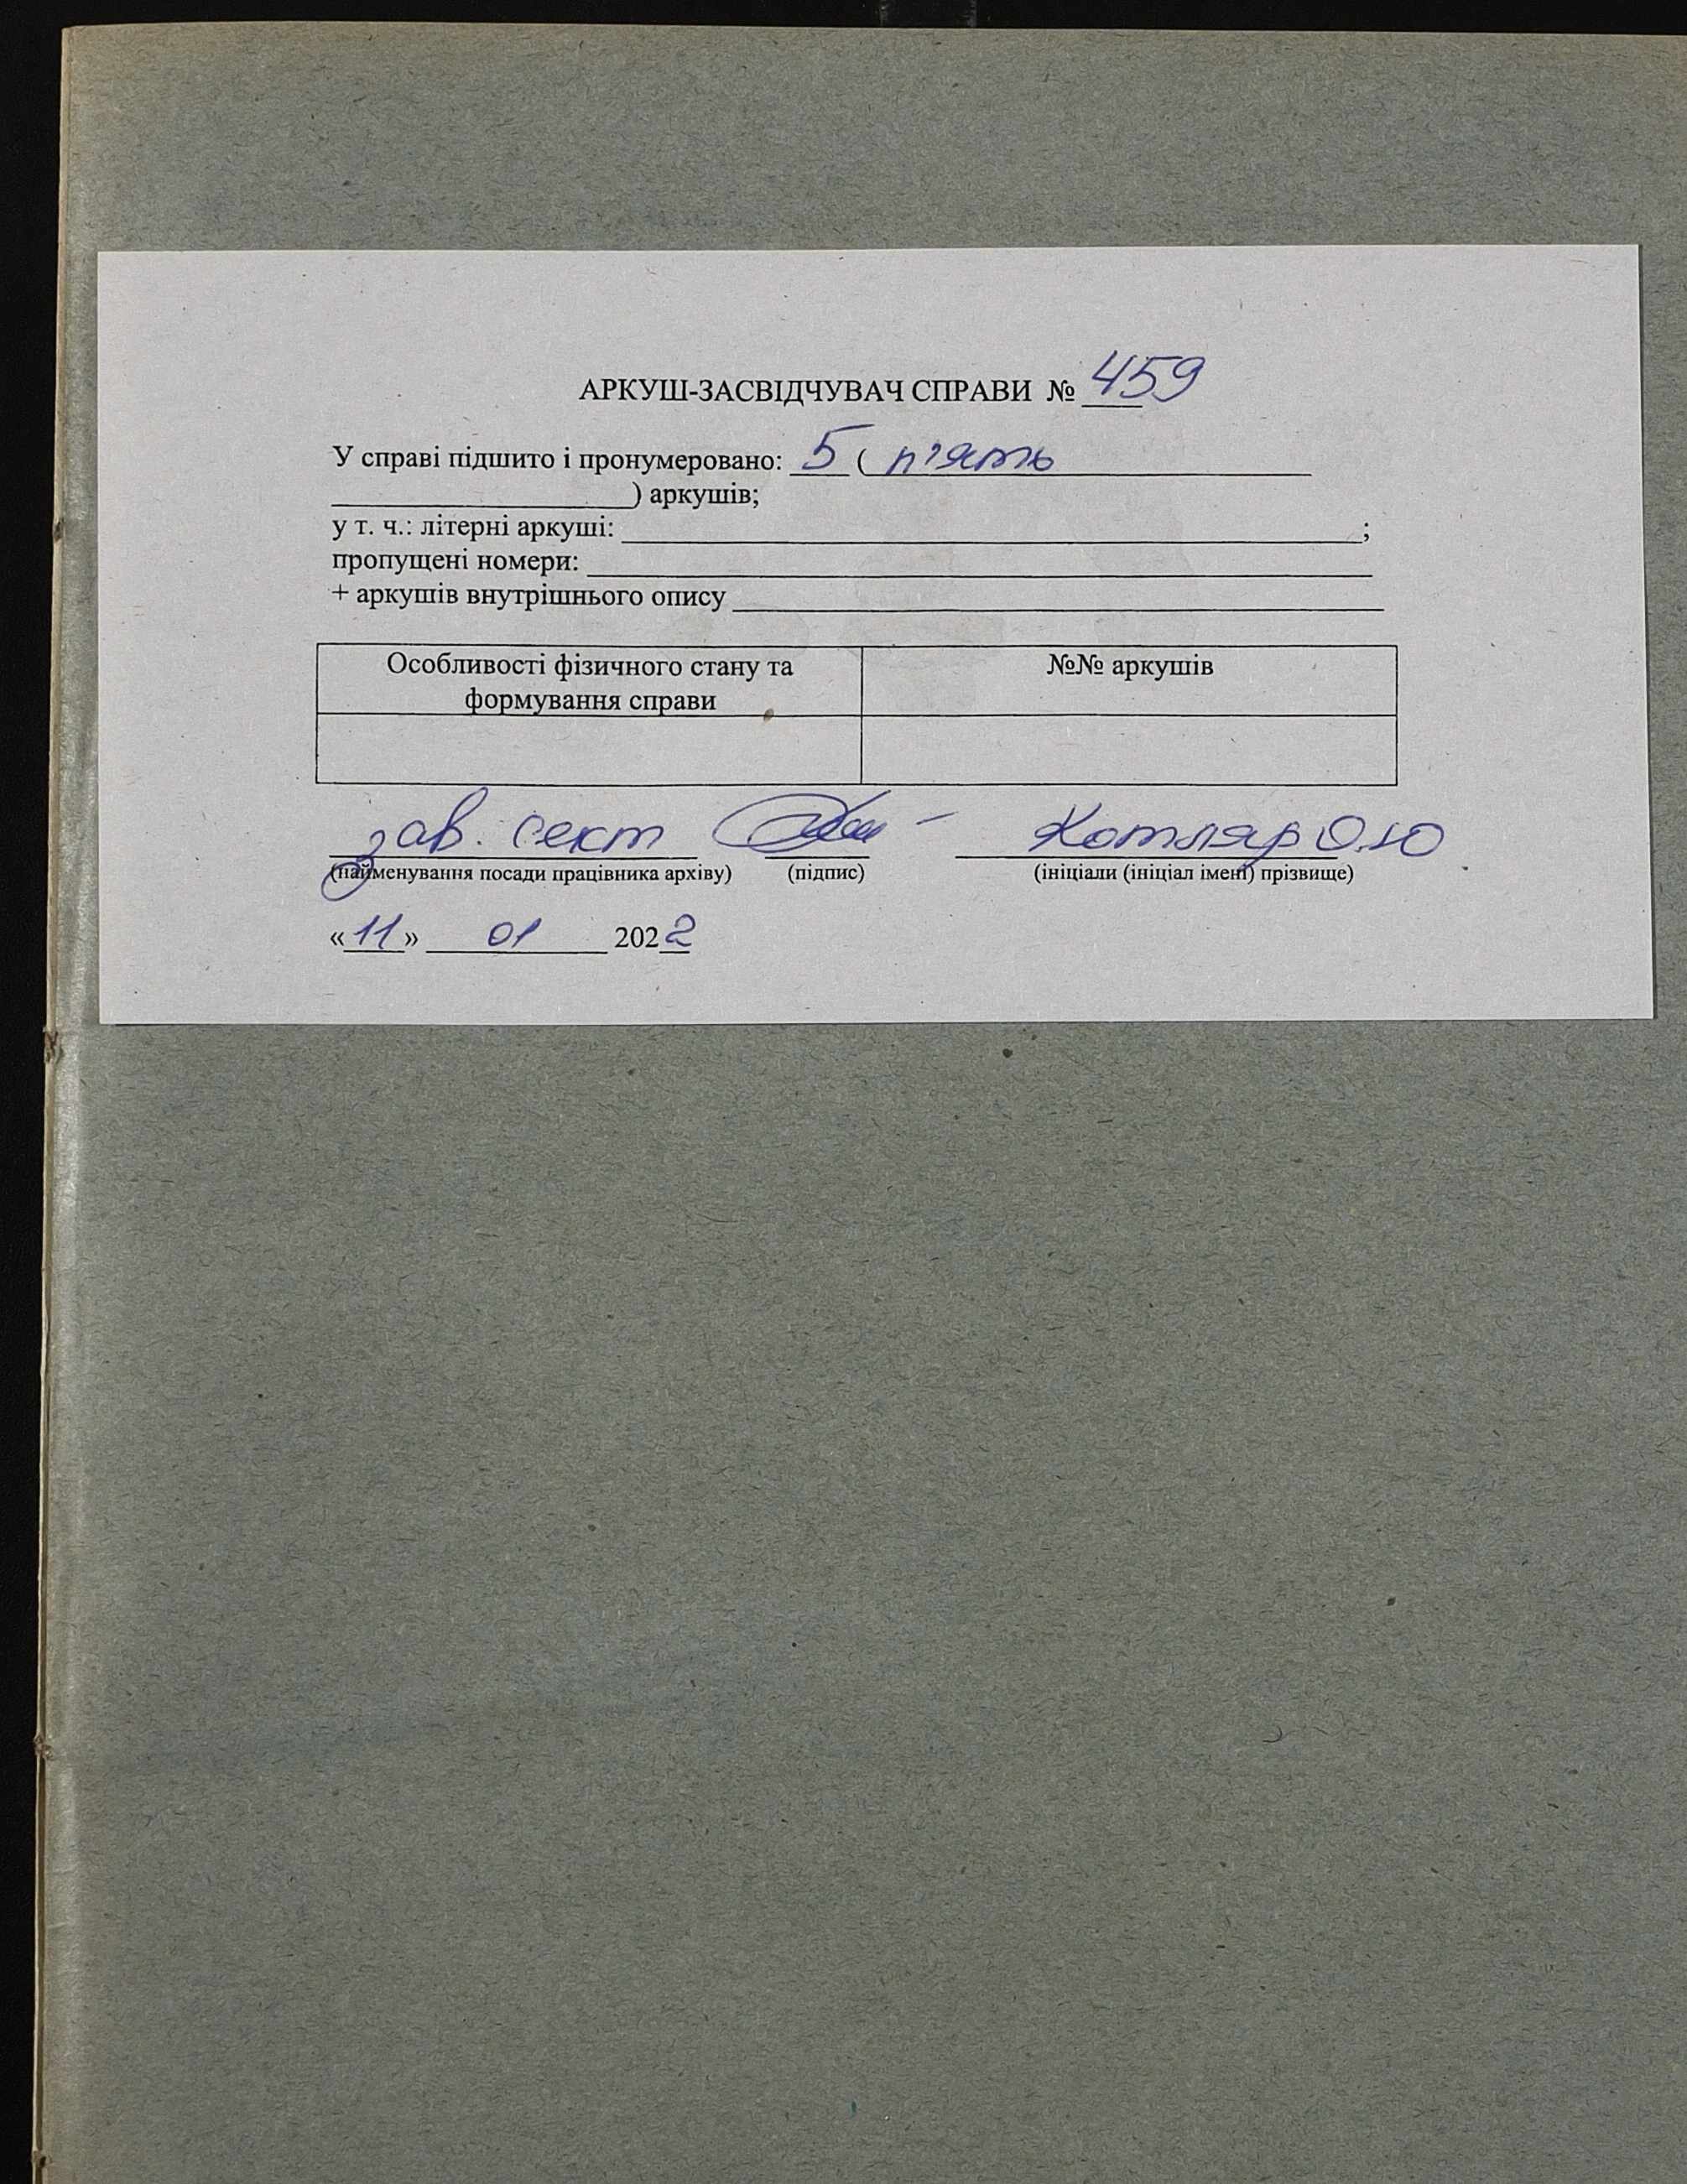 АРКУШ-ЗАСВІДЧУВАЧ СПРАВИ № 459
У справі підшито і пронумеровано: 5 ( п'ять
) аркушів;
у т. ч.: літерні аркуші: ;
пропущені номери:
+ аркушів внутрішнього опису
Особливості фізичного стану та
формування справи
№№ аркушів
зав. сект Котляр О.Ю
(найменування посади працівника архіву) (підпис) (ініціали (ініціал імені) прізвище)
«11» 01 2022